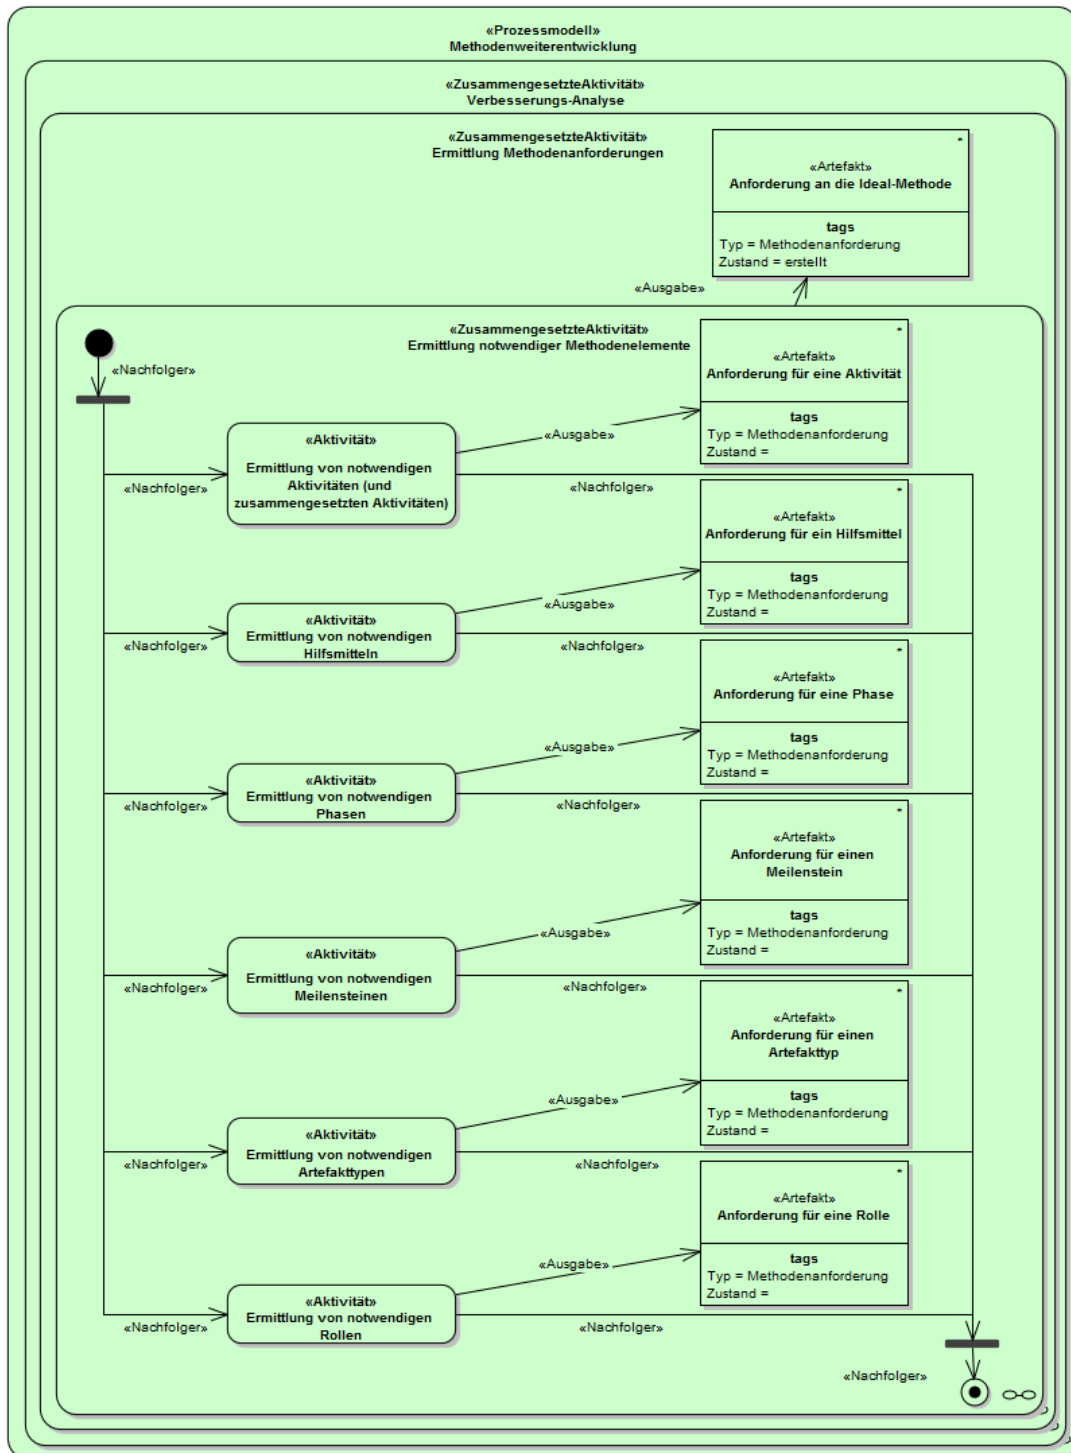 «Prozessmodell»
Methodenweiterentwicklung
«ZusammengesetzteAktivität»
Verbesserungs-Analyse
«ZusammengesetzteAktivität»
Ermittlung Methodenanforderungen
*
«Artefakt»
Anforderung an die Ideal-Methode
tags
Typ = Methodenanforderung
Zustand = erstellt
«Ausgabe»
«ZusammengesetzteAktivität»
Ermittlung notwendiger Methodenelemente
«Nachfolger»
*
«Artefakt»
Anforderung für eine Aktivität
tags
Typ = Methodenanforderung
Zustand =
«Ausgabe»
«Aktivität»
Ermittlung von notwendigen
Aktivitäten (und
zusammengesetzten Aktivitäten)
«Nachfolger»
«Nachfolger»
*
«Artefakt»
Anforderung für ein Hilfsmittel
tags
Typ = Methodenanforderung
Zustand =
«Ausgabe»
«Aktivität»
Ermittlung von notwendigen
Hilfsmitteln
«Nachfolger»
«Nachfolger»
*
«Artefakt»
Anforderung für eine Phase
tags
Typ = Methodenanforderung
Zustand =
«Ausgabe»
«Aktivität»
Ermittlung von notwendigen
Phasen
«Nachfolger»
«Nachfolger»
*
«Artefakt»
Anforderung für einen
Meilenstein
tags
Typ = Methodenanforderung
Zustand =
«Ausgabe»
«Aktivität»
Ermittlung von notwendigen
Meilensteinen
«Nachfolger»
«Nachfolger»
*
«Artefakt»
Anforderung für einen
Artefakttyp
tags
Typ = Methodenanforderung
Zustand =
«Ausgabe»
«Aktivität»
Ermittlung von notwendigen
Artefakttypen
«Nachfolger»
«Nachfolger»
*
«Artefakt»
Anforderung für eine Rolle
tags
Typ = Methodenanforderung
Zustand =
«Ausgabe»
«Aktivität»
Ermittlung von notwendigen
Rollen
«Nachfolger»
«Nachfolger»
«Nachfolger»